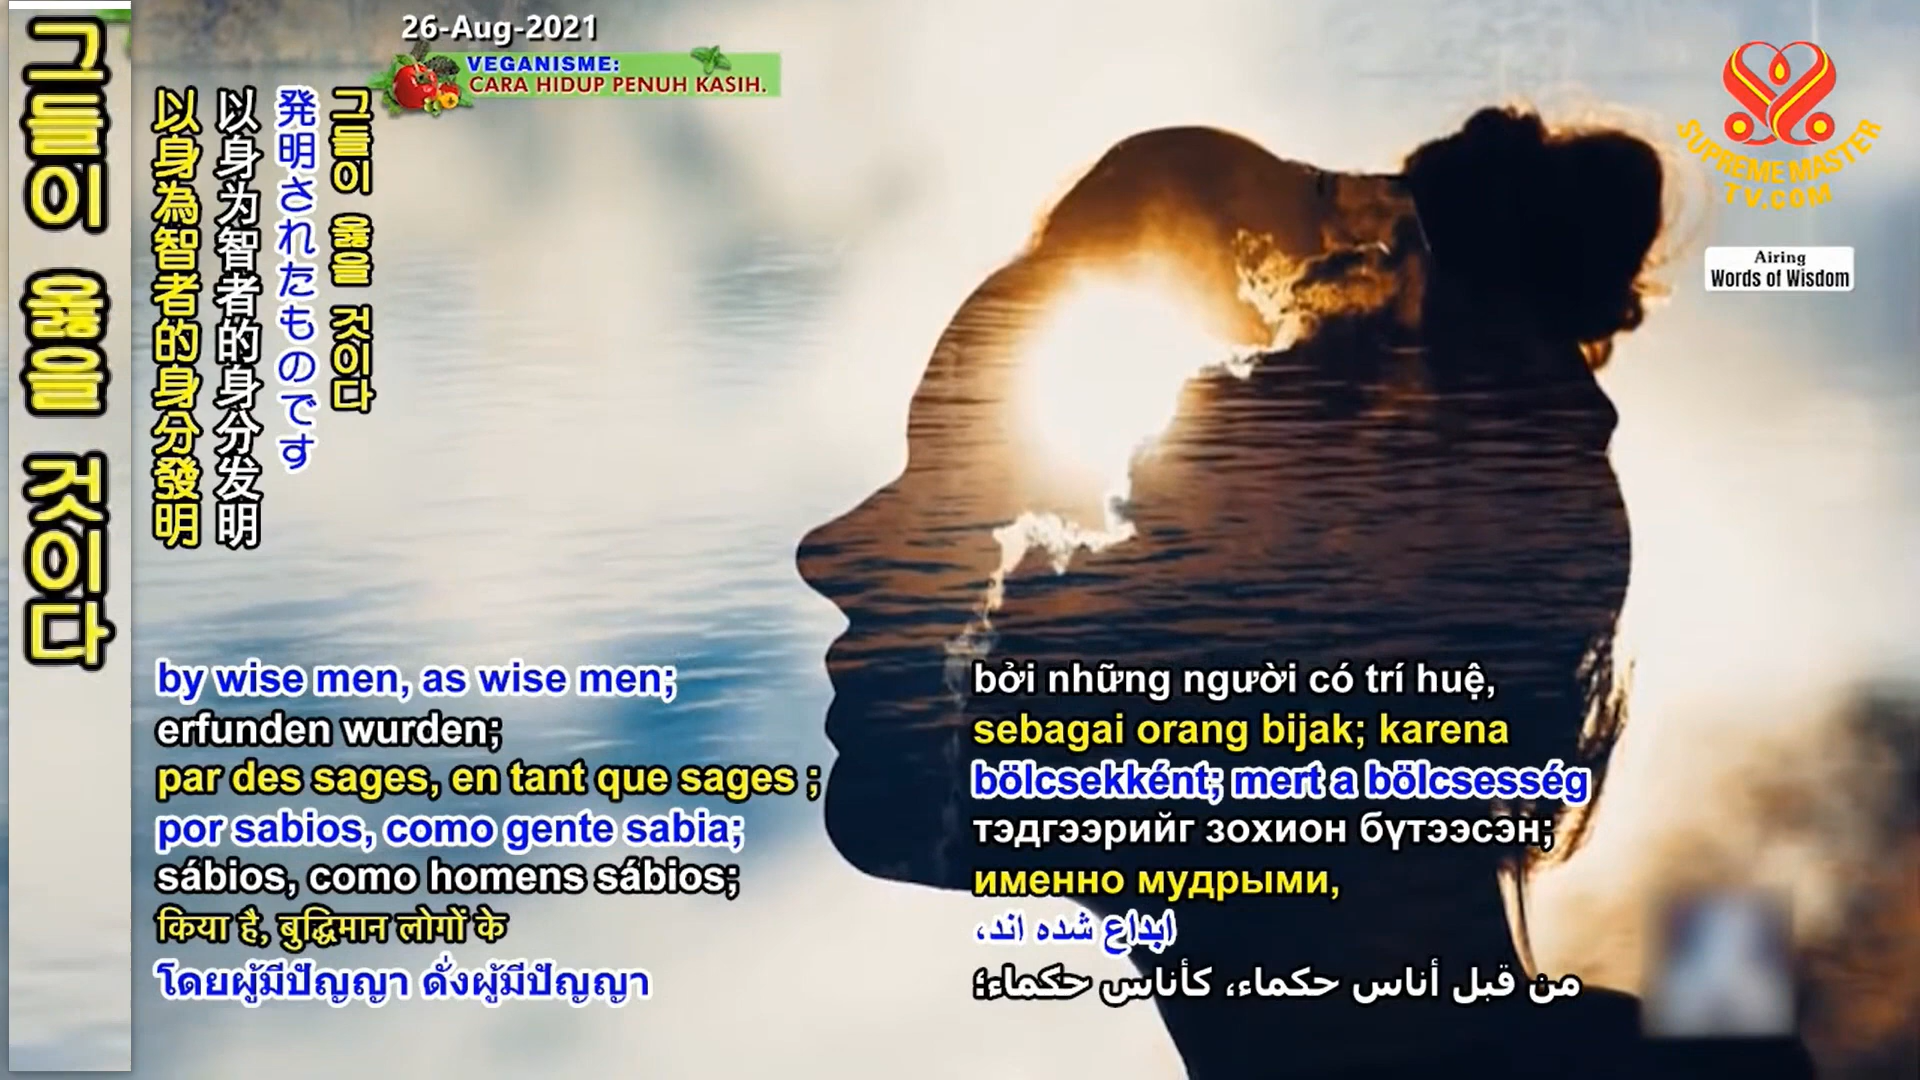 그들이 옳을 것이다
26-Aug-2021
VEGANISME:
CARA HIDUP PENUH KASIH.
그들이 옳을 것이다
発明されたものです
以身为智者的身分发明
以身為智者的身分發明
SUPREME MASTER
TV.COM
Airing
Words of Wisdom
by wise men, as wise men;
erfunden wurden;
par des sages, en tant que sages ;
por sabios, como gente sabia;
sábios, como homens sábios;
किया है, बुद्धिमान लोगों के
โดยผู้มีปัญญา ดั่งผู้มีปัญญา
bởi những người có trí huệ,
sebagai orang bijak; karena
bölcsekként; mert a bölcsesség
тэдгээрийг зохион бүтээсэн;
именно мудрыми,
ابداع شده اند،
من قبل أناس حكماء، كأناس حكماء؛